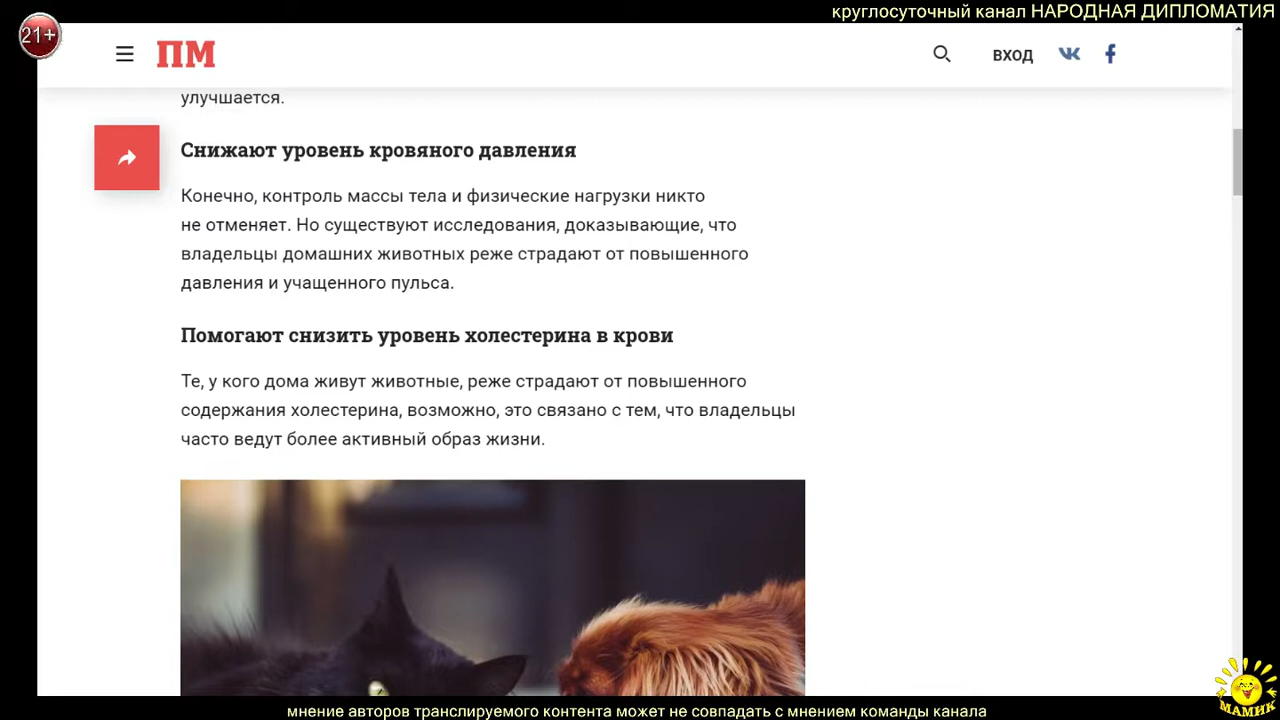 круглосуточный канал НАРОДНАЯ ДИПЛОМАТИЯ
21+
ПМ
ВХОД
улучшается.
Снижают уровень кровяного давления
Конечно, контроль массы тела и физические нагрузки никто
не отменяет. Но существуют исследования, доказывающие, что
владельцы домашних животных реже страдают от повышенного
давления и учащенного пульса.
Помогают снизить уровень холестерина в крови
Те, у кого дома живут животные, реже страдают от повышенного
содержания холестерина, возможно, это связано с тем, что владельцы
часто ведут более активный образ жизни.
МАМИК
мнение авторов транслируемого контента может не совпадать с мнением команды канала